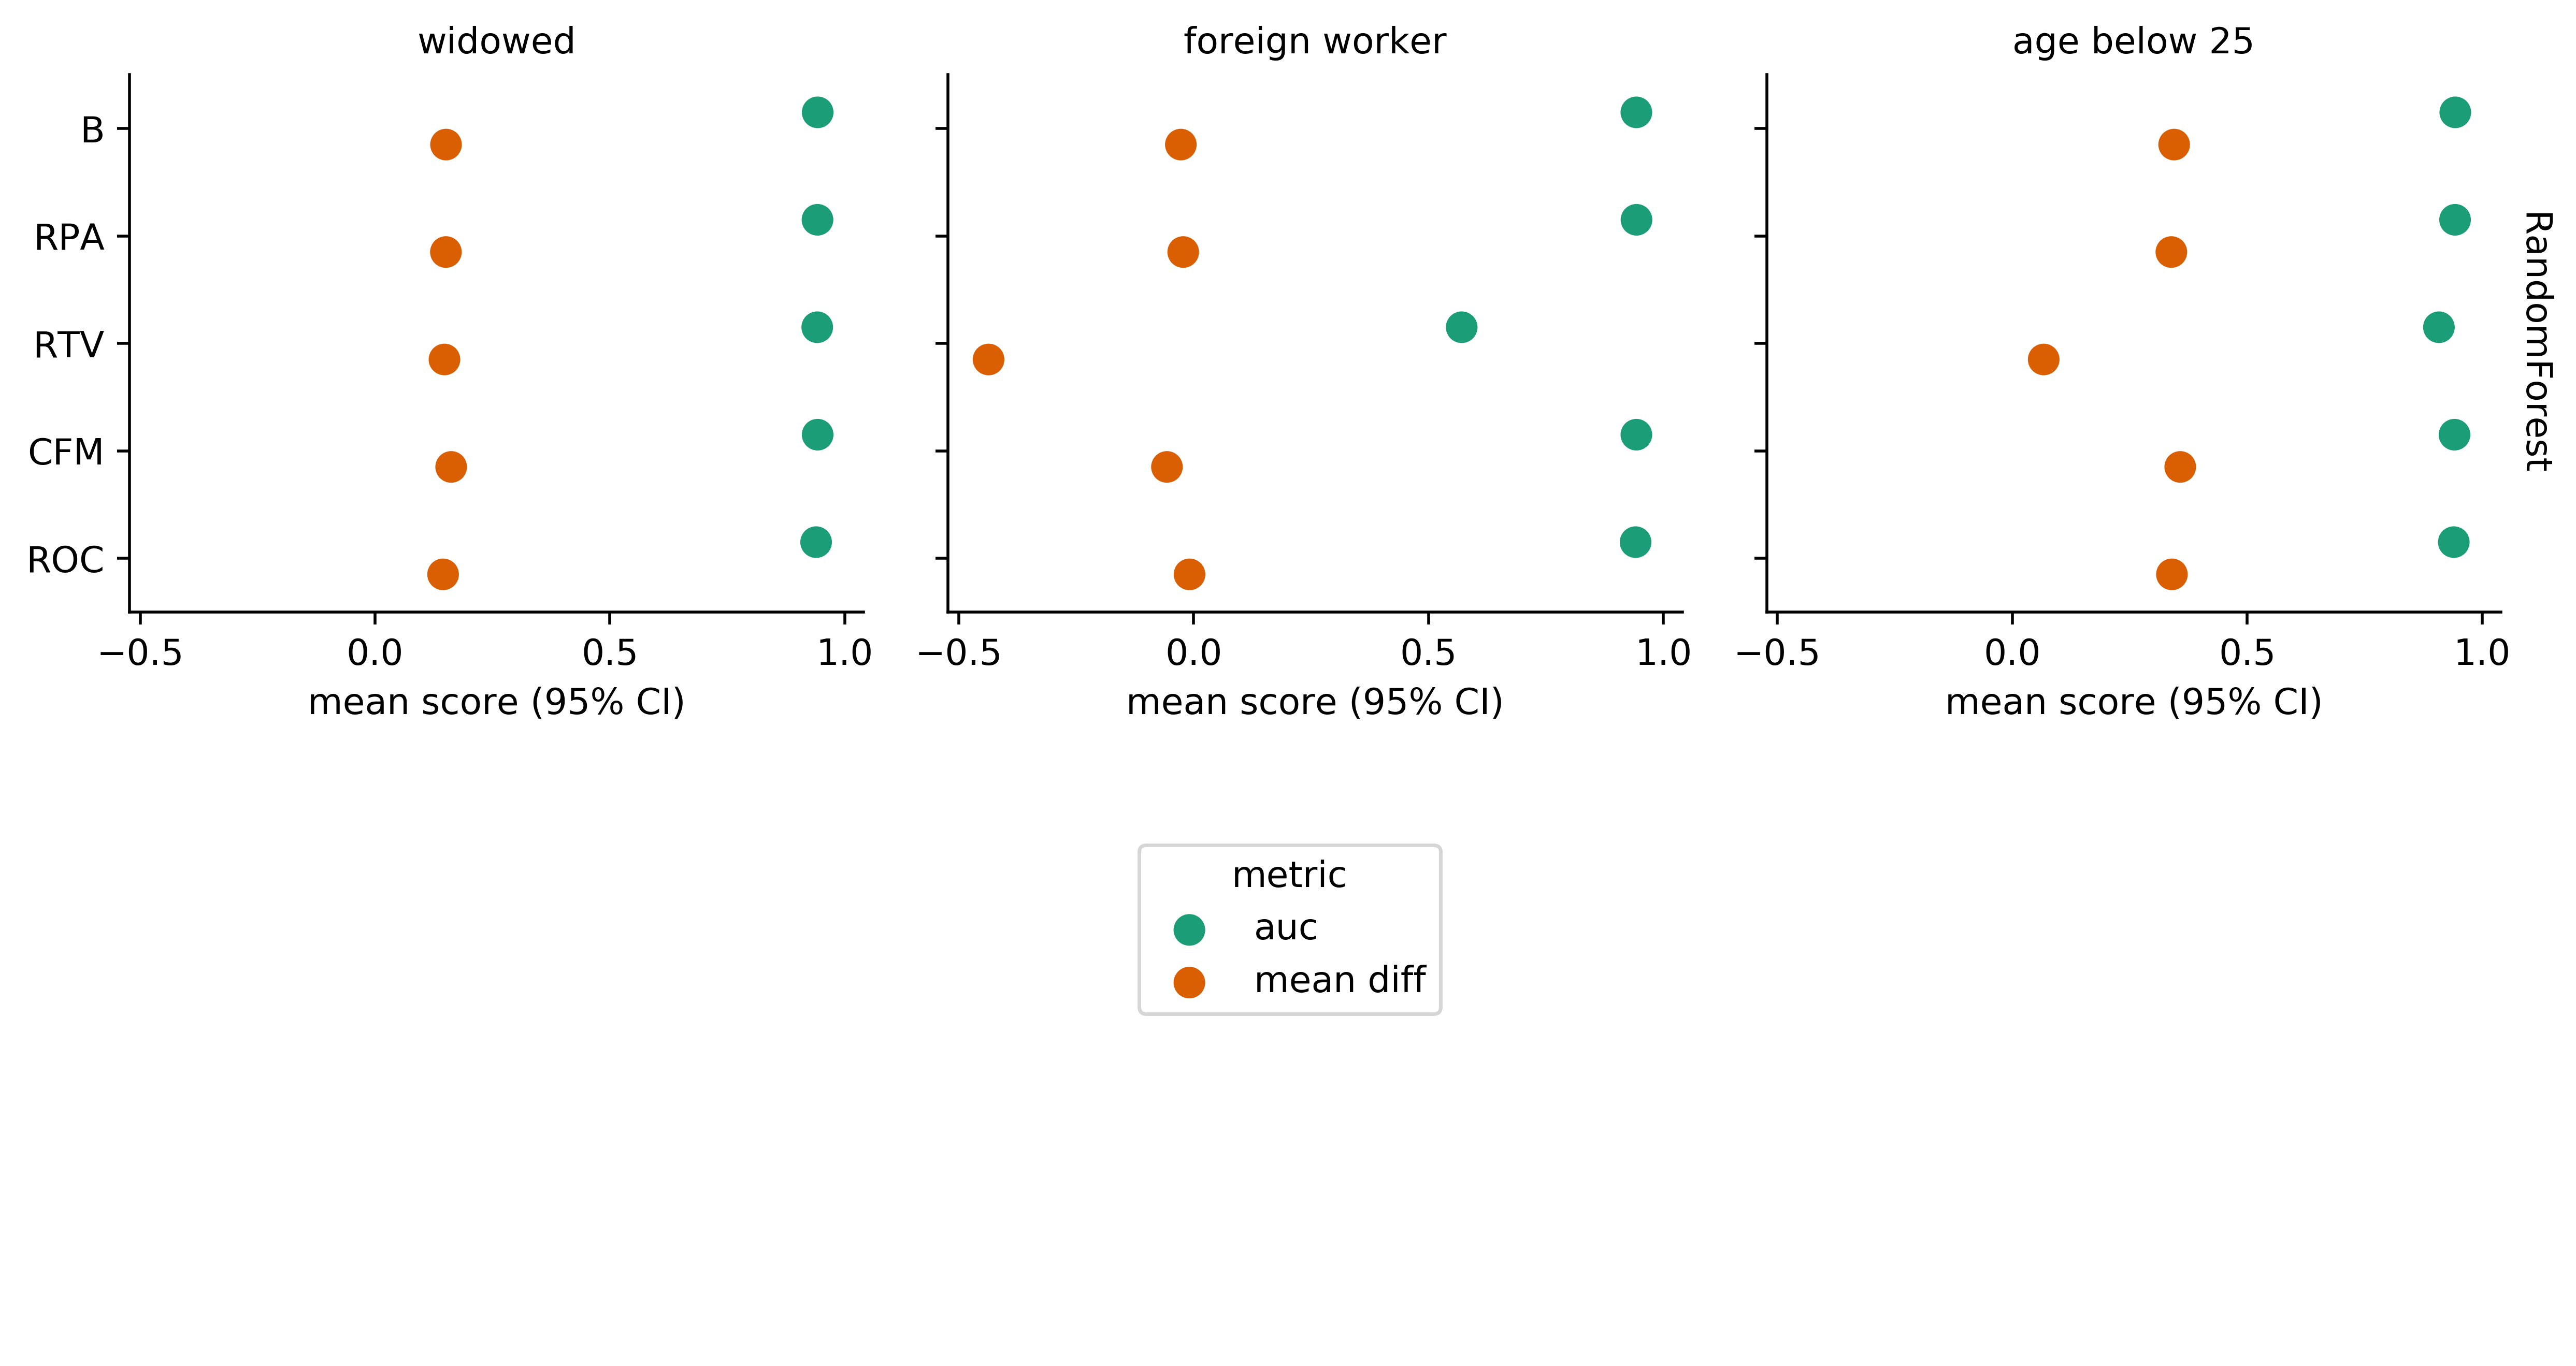 widowed
foreign worker
age below 25
B
RPA
RTV
CFM
ROC
RandomForest
−0.5 0.0 0.5 1.0
−0.5 0.0 0.5 1.0
−0.5 0.0 0.5 1.0
mean score (95% CI)
mean score (95% CI)
mean score (95% CI)
metric
auc
mean diff